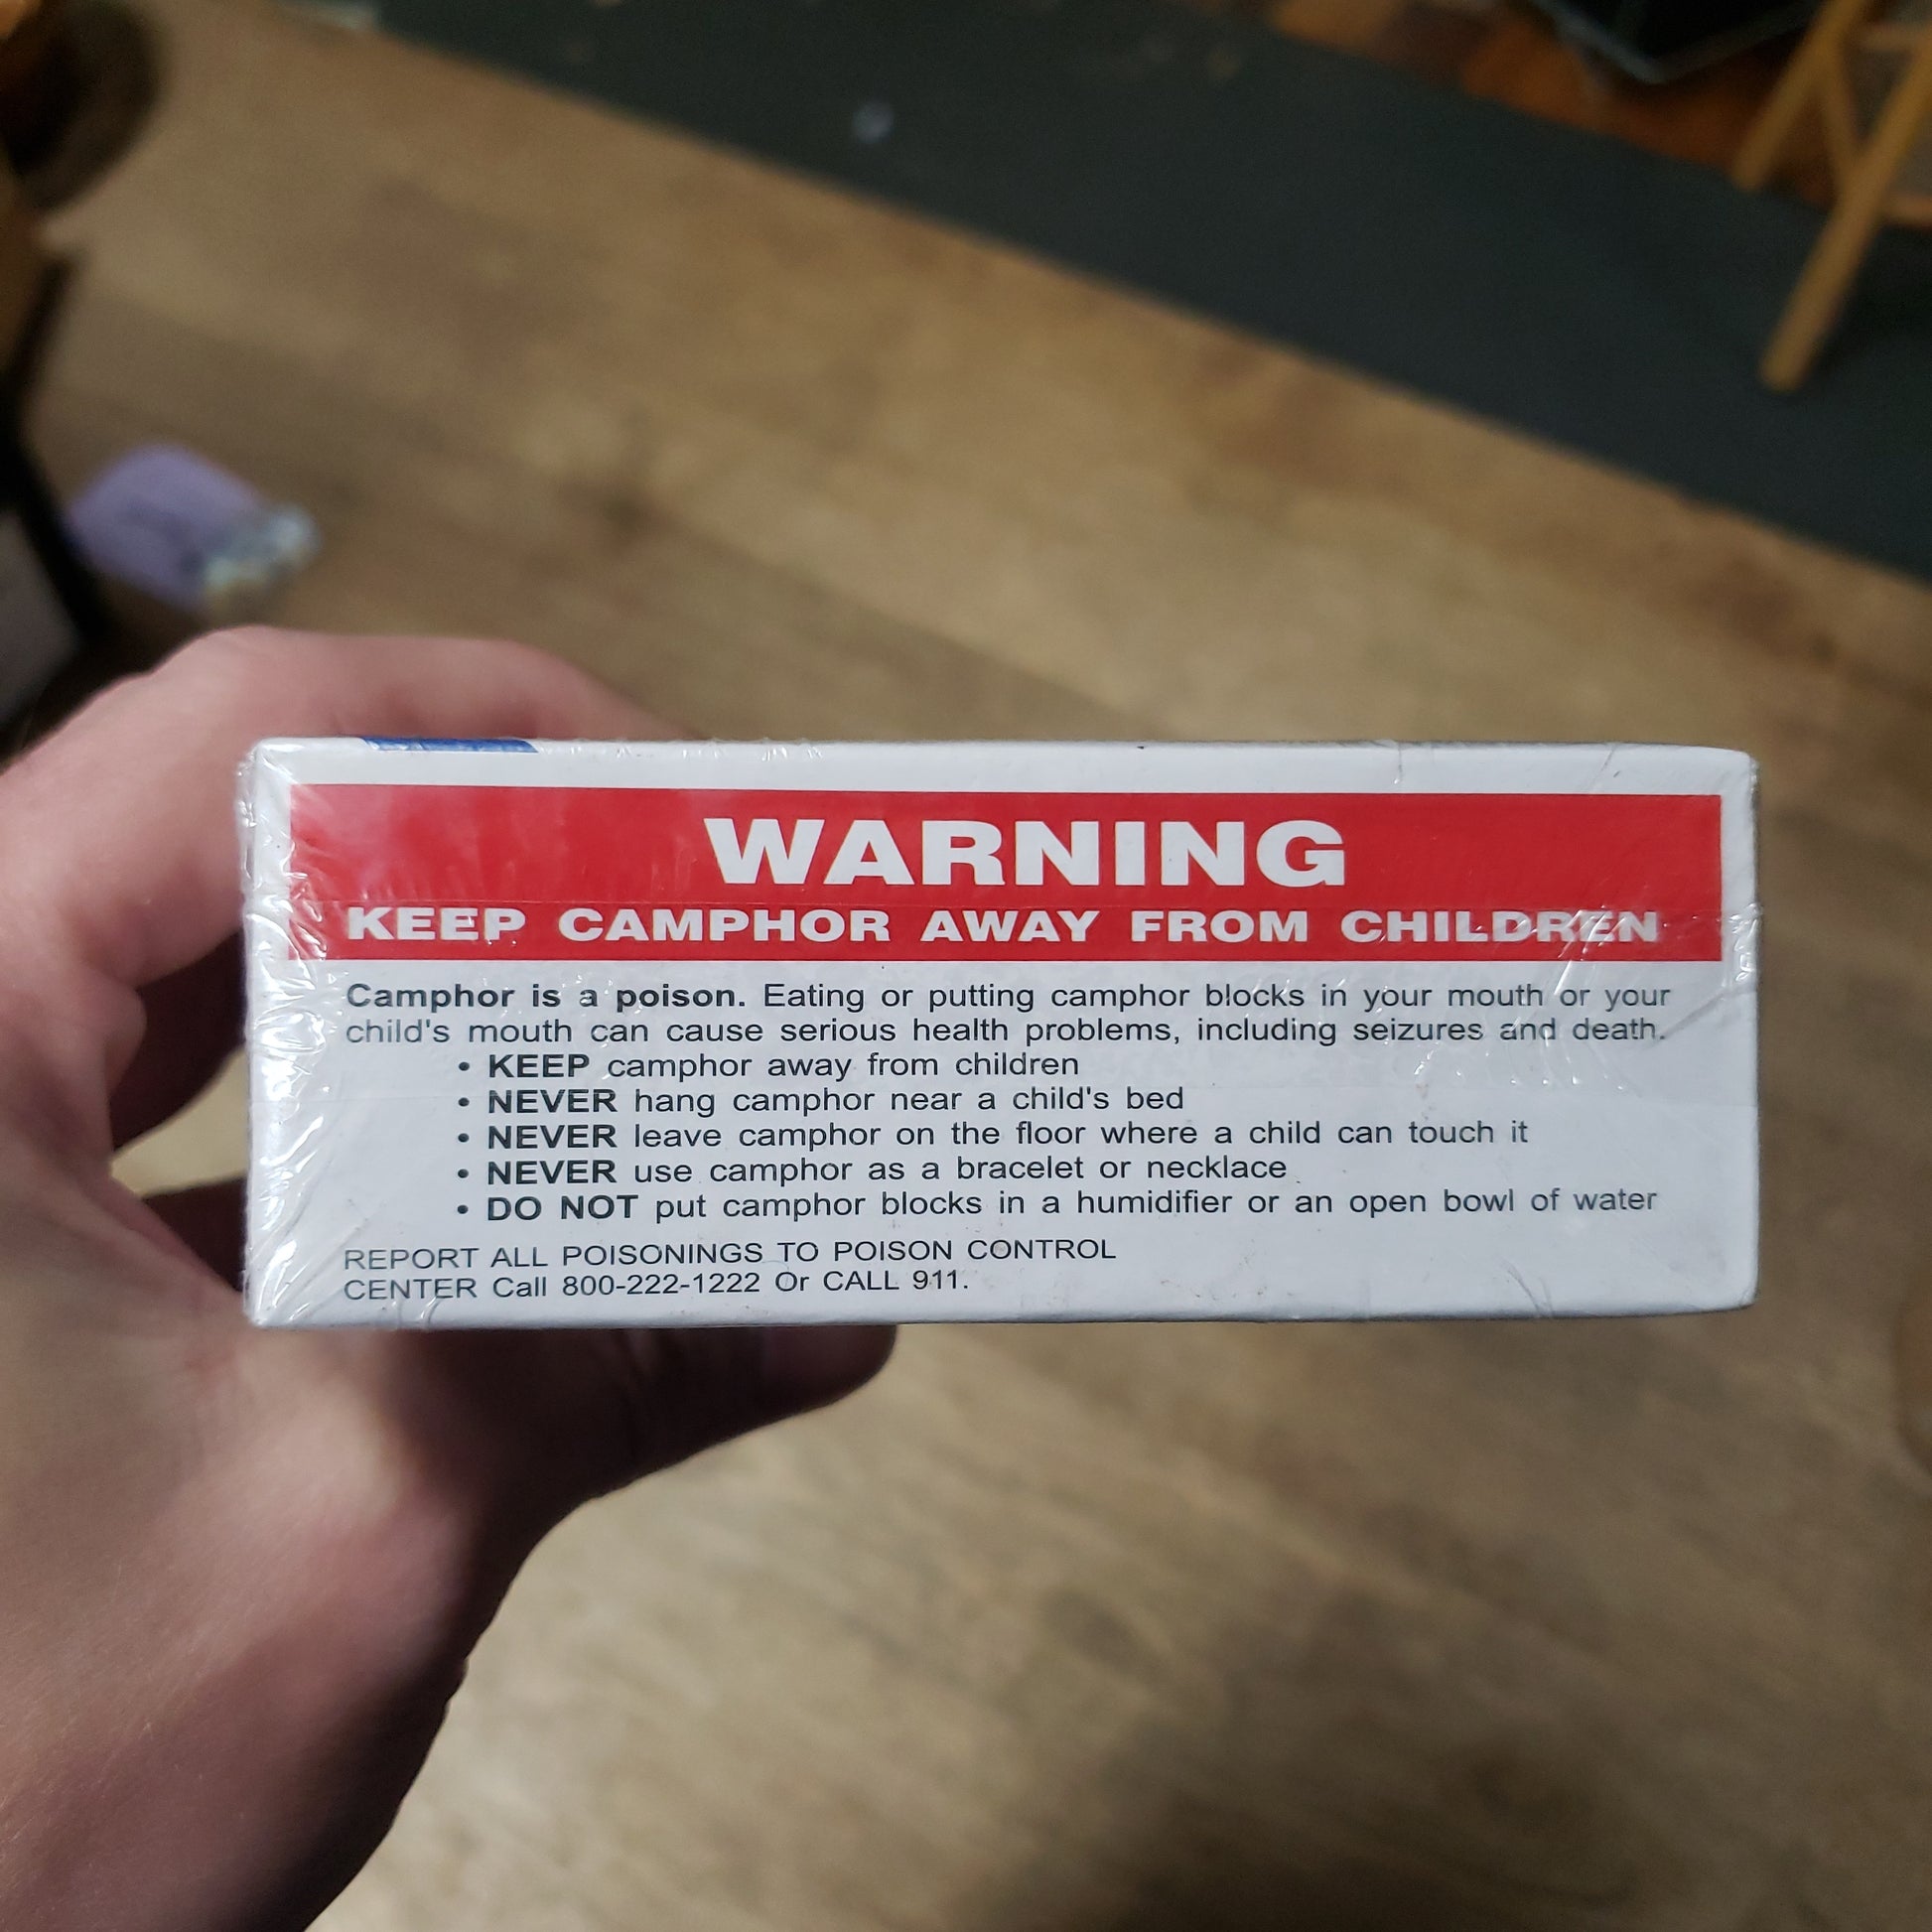 WARNING
KEEP CAMPHOR AWAY FROM CHILDREN
Camphor is a poison. Eating or putting camphor blocks in your mouth or your
child's mouth can cause serious health problems, including seizures and death.
• KEEP camphor away from children
• NEVER hang camphor near a child's bed
• NEVER leave camphor on the floor where a child can touch it
• NEVER use camphor as a bracelet or necklace
• DO NOT put camphor blocks in a humidifier or an open bowl of water
REPORT ALL POISONINGS TO POISON CONTROL
CENTER Call 800-222-1222 Or CALL 911.